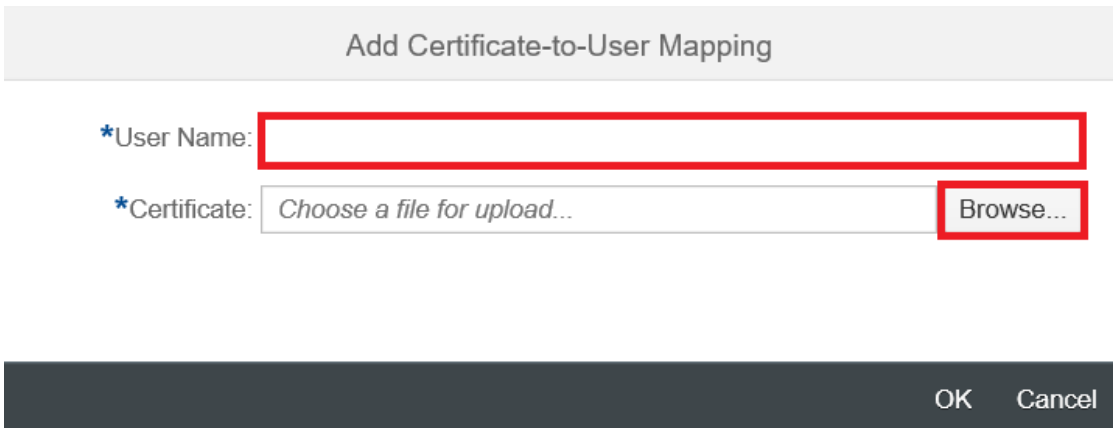 Add Certificate-to-User Mapping
*User Name:
*Certificate: Choose a file for upload... Browse...
OK Cancel